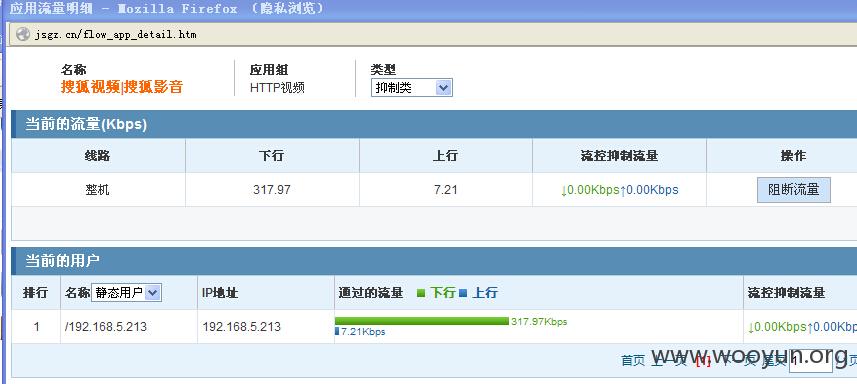 应用流量明细 - Mozilla Firefox （隐私浏览）
jsgz.cn/flow_app_detail.htm
名称 应用组 类型
搜狐视频|搜狐影音 HTTP视频 抑制类
当前的流量(Kbps)
线路 下行 上行 流控抑制流量 操作
整机 317.97 7.21 ↓0.00Kbps↑0.00Kbps 阻断流量
当前的用户
排行 名称 静态用户 IP地址 通过的流量 下行 上行 流控抑制流量
1 /192.168.5.213 192.168.5.213 317.97Kbps ↓0.00Kbps↑0.00Kbp
7.21Kbps
首页 上一页 [1] 下一页 尾页 1 页
www.wooyun.org